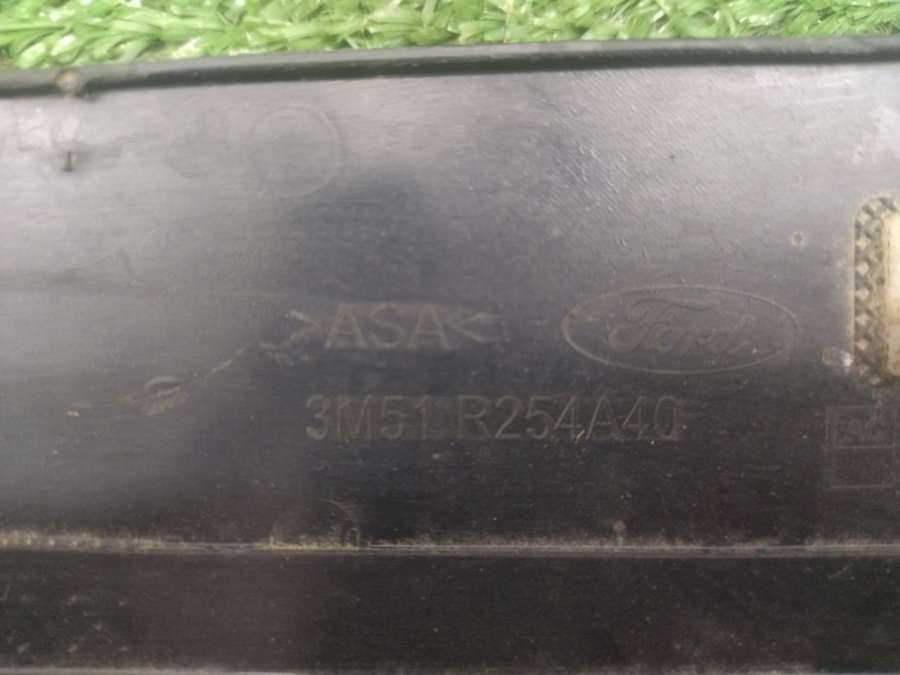 >ASA<
Ford
3M51 R254A40